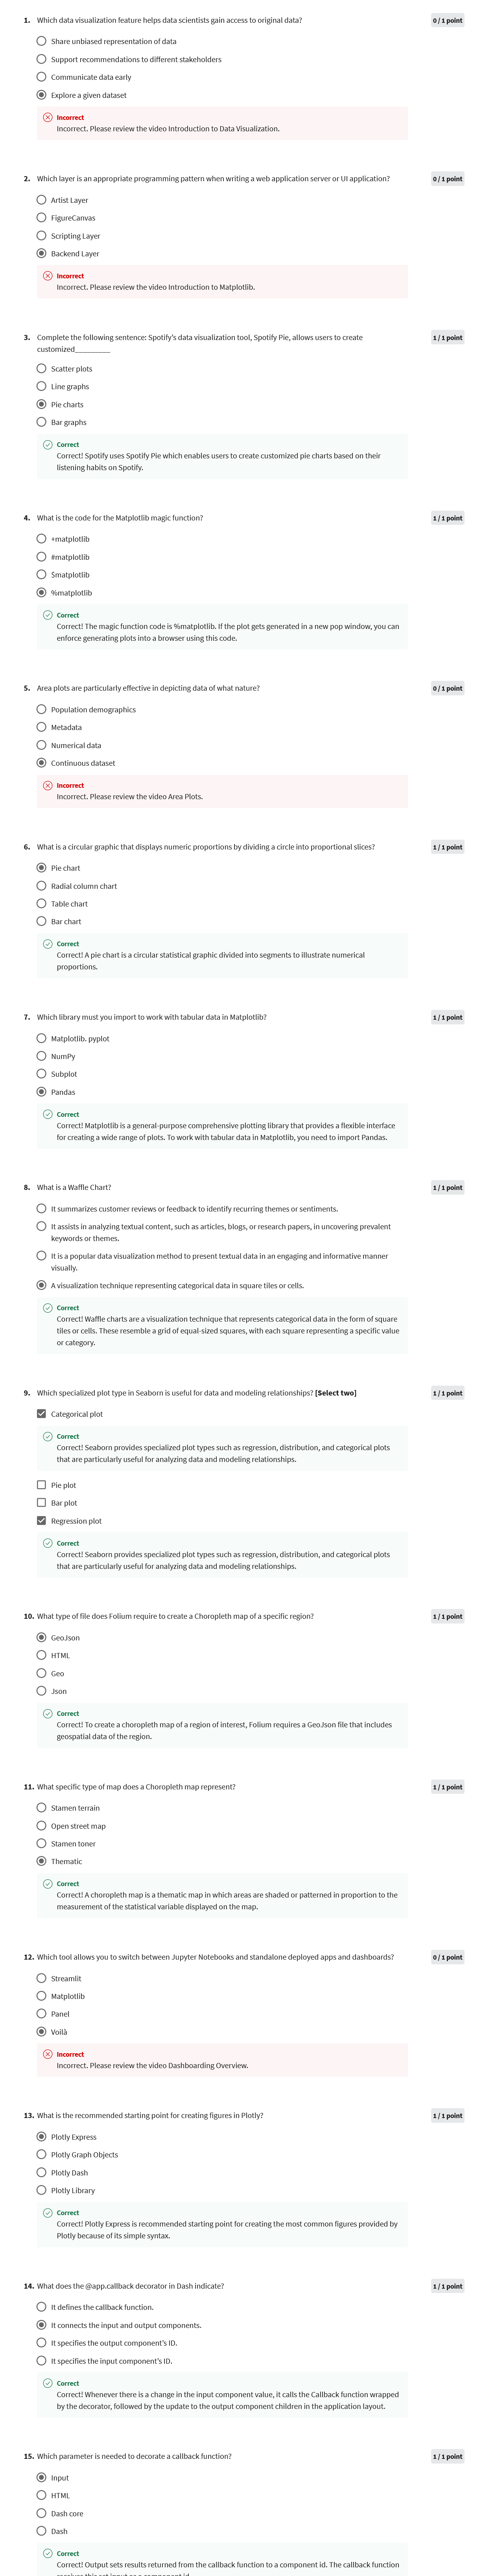 1. Which data visualization feature helps data scientists gain access to original data? 0 / 1 point
Share unbiased representation of data
Support recommendations to different stakeholders
Communicate data early
Explore a given dataset
Incorrect
Incorrect. Please review the video Introduction to Data Visualization.
2. Which layer is an appropriate programming pattern when writing a web application server or UI application? 0 / 1 point
Artist Layer
FigureCanvas
Scripting Layer
Backend Layer
Incorrect
Incorrect. Please review the video Introduction to Matplotlib.
3. Complete the following sentence: Spotify's data visualization tool, Spotify Pie, allows users to create 1 / 1 point
customized_________
Scatter plots
Line graphs
Pie charts
Bar graphs
Correct
Correct! Spotify uses Spotify Pie which enables users to create customized pie charts based on their
listening habits on Spotify.
4. What is the code for the Matplotlib magic function? 1 / 1 point
+matplotlib
#matplotlib
$matplotlib
%matplotlib
Correct
Correct! The magic function code is %matplotlib. If the plot gets generated in a new pop window, you can
enforce generating plots into a browser using this code.
5. Area plots are particularly effective in depicting data of what nature? 0 / 1 point
Population demographics
Metadata
Numerical data
Continuous dataset
Incorrect
Incorrect. Please review the video Area Plots.
6. What is a circular graphic that displays numeric proportions by dividing a circle into proportional slices? 1 / 1 point
Pie chart
Radial column chart
Table chart
Bar chart
Correct
Correct! A pie chart is a circular statistical graphic divided into segments to illustrate numerical
proportions.
7. Which library must you import to work with tabular data in Matplotlib? 1 / 1 point
Matplotlib. pyplot
NumPy
Subplot
Pandas
Correct
Correct! Matplotlib is a general-purpose comprehensive plotting library that provides a flexible interface
for creating a wide range of plots. To work with tabular data in Matplotlib, you need to import Pandas.
8. What is a Waffle Chart? 1 / 1 point
It summarizes customer reviews or feedback to identify recurring themes or sentiments.
It assists in analyzing textual content, such as articles, blogs, or research papers, in uncovering prevalent
keywords or themes.
It is a popular data visualization method to present textual data in an engaging and informative manner
visually.
A visualization technique representing categorical data in square tiles or cells.
Correct
Correct! Waffle charts are a visualization technique that represents categorical data in the form of square
tiles or cells. These resemble a grid of equal-sized squares, with each square representing a specific value
or category.
9. Which specialized plot type in Seaborn is useful for data and modeling relationships? [Select two] 1 / 1 point
Categorical plot
Correct
Correct! Seaborn provides specialized plot types such as regression, distribution, and categorical plots
that are particularly useful for analyzing data and modeling relationships.
Pie plot
Bar plot
Regression plot
Correct
Correct! Seaborn provides specialized plot types such as regression, distribution, and categorical plots
that are particularly useful for analyzing data and modeling relationships.
10. What type of file does Folium require to create a Choropleth map of a specific region? 1 / 1 point
GeoJson
HTML
Geo
Json
Correct
Correct! To create a choropleth map of a region of interest, Folium requires a GeoJson file that includes
geospatial data of the region.
11. What specific type of map does a Choropleth map represent? 1 / 1 point
Stamen terrain
Open street map
Stamen toner
Thematic
Correct
Correct! A choropleth map is a thematic map in which areas are shaded or patterned in proportion to the
measurement of the statistical variable displayed on the map.
12. Which tool allows you to switch between Jupyter Notebooks and standalone deployed apps and dashboards? 0 / 1 point
Streamlit
Matplotlib
Panel
Voilà
Incorrect
Incorrect. Please review the video Dashboarding Overview.
13. What is the recommended starting point for creating figures in Plotly? 1 / 1 point
Plotly Express
Plotly Graph Objects
Plotly Dash
Plotly Library
Correct
Correct! Plotly Express is recommended starting point for creating the most common figures provided by
Plotly because of its simple syntax.
14. What does the @app.callback decorator in Dash indicate? 1 / 1 point
It defines the callback function.
It connects the input and output components.
It specifies the output component's ID.
It specifies the input component's ID.
Correct
Correct! Whenever there is a change in the input component value, it calls the Callback function wrapped
by the decorator, followed by the update to the output component children in the application layout.
15. Which parameter is needed to decorate a callback function? 1 / 1 point
Input
HTML
Dash core
Dash
Correct
Correct! Output sets results returned from the callback function to a component id. The callback function